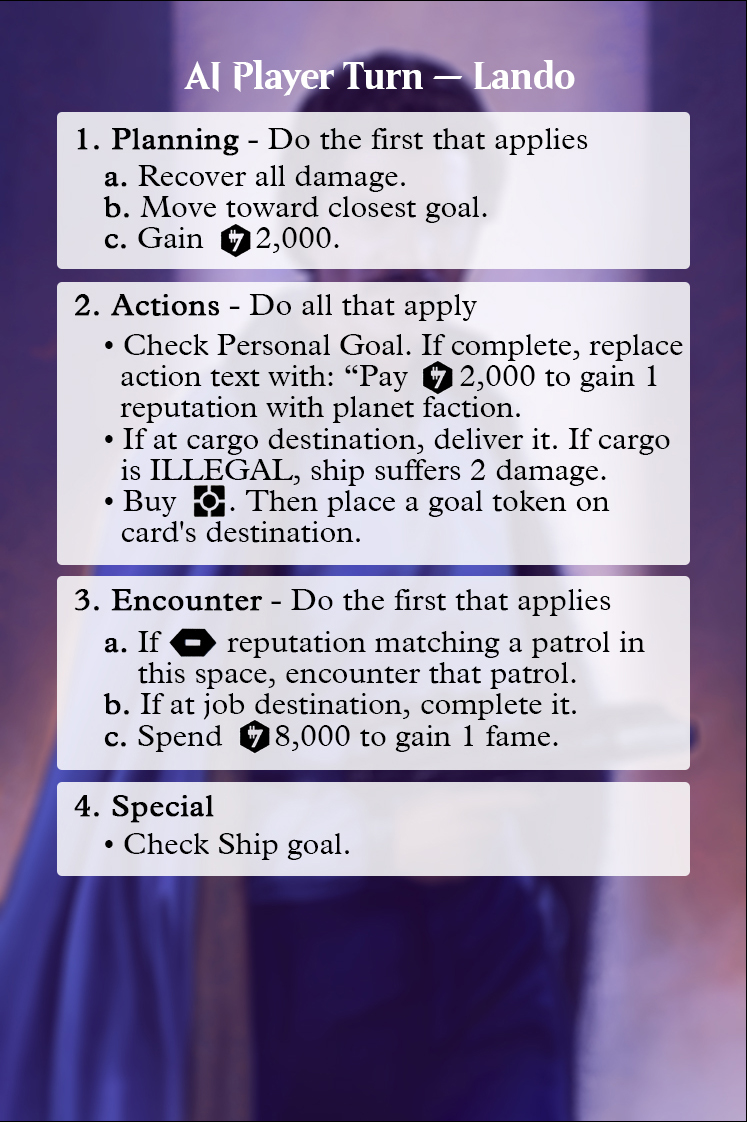 AI Player Turn — Lando
1. Planning - Do the first that applies
a. Recover all damage.
b. Move toward closest goal.
c. Gain 2,000.
2. Actions - Do all that apply
• Check Personal Goal. If complete, replace
action text with: “Pay 2,000 to gain 1
reputation with planet faction.
• If at cargo destination, deliver it. If cargo
is ILLEGAL, ship suffers 2 damage.
• Buy . Then place a goal token on
card's destination.
3. Encounter - Do the first that applies
a. If reputation matching a patrol in
this space, encounter that patrol.
b. If at job destination, complete it.
c. Spend 8,000 to gain 1 fame.
4. Special
• Check Ship goal.